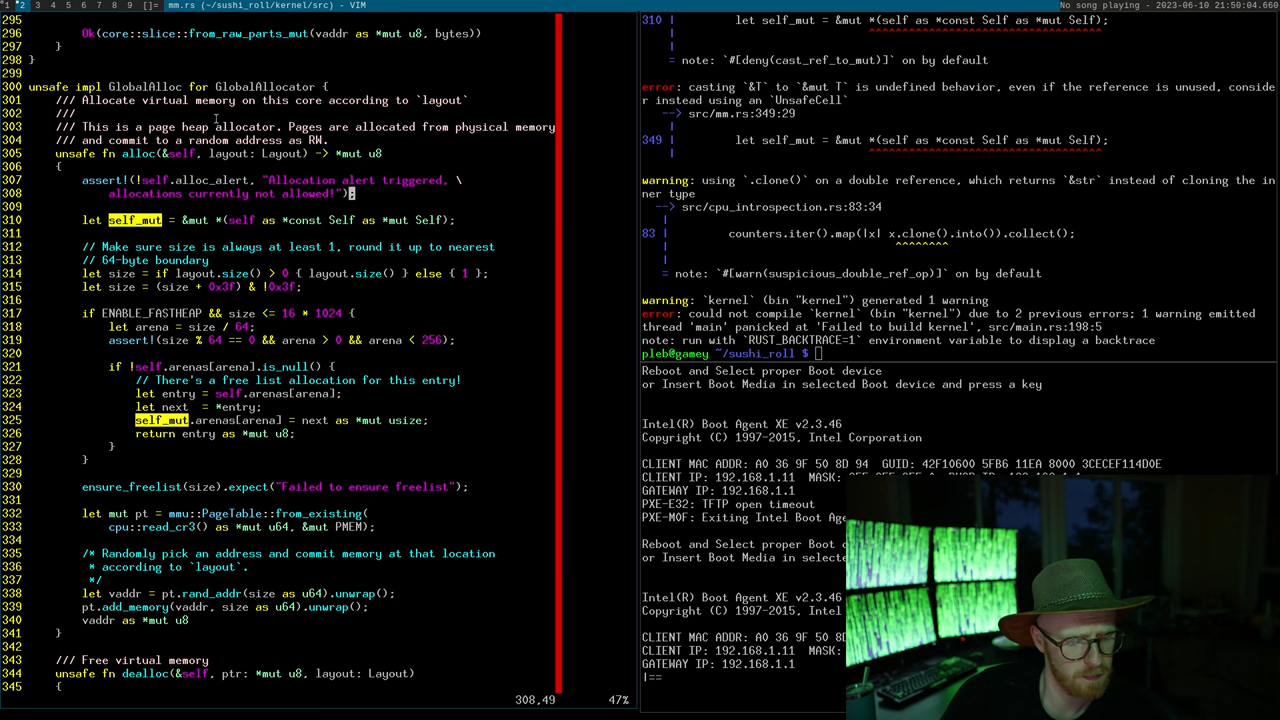 1 2 3 4 5 6 7 8 9 []= mm.rs (~/sushi_roll/kernel/src) - VIM
No song playing - 2023-06-10 21:50:04.660
295
296         Ok(core::slice::from_raw_parts_mut(vaddr as *mut u8, bytes))
297     }
298 }
299
300 unsafe impl GlobalAlloc for GlobalAllocator {
301     /// Allocate virtual memory on this core according to `layout`
302     ///
303     /// This is a page heap allocator. Pages are allocated from physical memory
304     /// and commit to a random address as RW.
305     unsafe fn alloc(&self, layout: Layout) -> *mut u8
306     {
307         assert!(!self.alloc_alert, "Allocation alert triggered, \
308             allocations currently not allowed!");
309
310         let self_mut = &mut *(self as *const Self as *mut Self);
311
312         // Make sure size is always at least 1, round it up to nearest
313         // 64-byte boundary
314         let size = if layout.size() > 0 { layout.size() } else { 1 };
315         let size = (size + 0x3f) & !0x3f;
316
317         if ENABLE_FASTHEAP && size <= 16 * 1024 {
318             let arena = size / 64;
319             assert!(size % 64 == 0 && arena > 0 && arena < 256);
320
321             if !self.arenas[arena].is_null() {
322                 // There's a free list allocation for this entry!
323                 let entry = self.arenas[arena];
324                 let next  = *entry;
325                 self_mut.arenas[arena] = next as *mut usize;
326                 return entry as *mut u8;
327             }
328         }
329
330         ensure_freelist(size).expect("Failed to ensure freelist");
331
332         let mut pt = mmu::PageTable::from_existing(
333             cpu::read_cr3() as *mut u64, &mut PMEM);
334
335         /* Randomly pick an address and commit memory at that location
336          * according to `layout`.
337          */
338         let vaddr = pt.rand_addr(size as u64).unwrap();
339         pt.add_memory(vaddr, size as u64).unwrap();
340         vaddr as *mut u8
341     }
342
343     /// Free virtual memory
344     unsafe fn dealloc(&self, ptr: *mut u8, layout: Layout)
345     {
308,49 47%
310 |         let self_mut = &mut *(self as *const Self as *mut Self);
|                               ^^^^^^^^^^^^^^^^^^^^^^^^^^^^^^^^^^
|
= note: `#[deny(cast_ref_to_mut)]` on by default

error: casting `&T` to `&mut T` is undefined behavior, even if the reference is unused, conside
r instead using an `UnsafeCell`
--> src/mm.rs:349:29
|
349 |         let self_mut = &mut *(self as *const Self as *mut Self);
|                             ^^^^^^^^^^^^^^^^^^^^^^^^^^^^^^^^^^

warning: using `.clone()` on a double reference, which returns `&str` instead of cloning the in
ner type
--> src/cpu_introspection.rs:83:34
|
83 |         counters.iter().map(|x| x.clone().into()).collect();
|                                  ^^^^^^^^
|
= note: `#[warn(suspicious_double_ref_op)]` on by default

warning: `kernel` (bin "kernel") generated 1 warning
error: could not compile `kernel` (bin "kernel") due to 2 previous errors; 1 warning emitted
thread 'main' panicked at 'Failed to build kernel', src/main.rs:198:5
note: run with `RUST_BACKTRACE=1` environment variable to display a backtrace
pleb@gamey ~/sushi_roll $
Reboot and Select proper Boot device
or Insert Boot Media in selected Boot device and press a key

Intel(R) Boot Agent XE v2.3.46
Copyright (C) 1997-2015, Intel Corporation

CLIENT MAC ADDR: A0 36 9F 50 8D 94  GUID: 42F10600 5FB6 11EA 8000 3CECEF114D0E
CLIENT IP: 192.168.1.11  MASK:
GATEWAY IP: 192.168.1.1
PXE-E32: TFTP open timeout
PXE-M0F: Exiting Intel Boot Age

Reboot and Select proper Boot
or Insert Boot Media in selecte

Intel(R) Boot Agent XE v2.3.46
Copyright (C) 1997-2015, Intel

CLIENT MAC ADDR: A0 36 9F 50 8D
CLIENT IP: 192.168.1.11  MASK:
GATEWAY IP: 192.168.1.1
|==